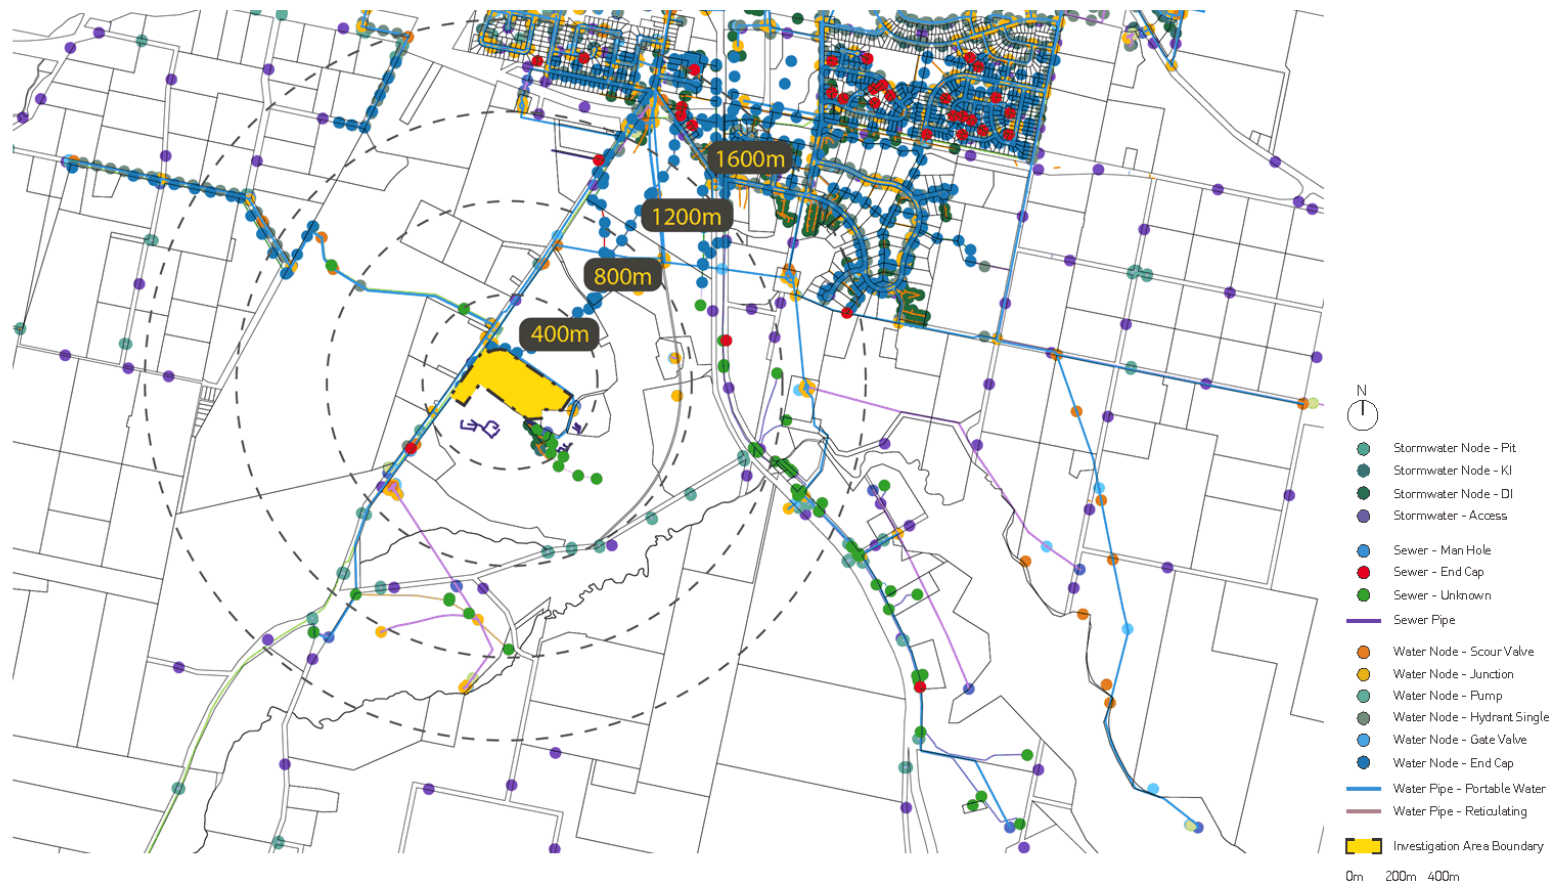 1600m
1200m
800m
400m
N
Stormwater Node - Pit
Stormwater Node - KI
Stormwater Node - DI
Stormwater - Access
Sewer - Man Hole
Sewer - End Cap
Sewer - Unknown
Sewer Pipe
Water Node - Scour Valve
Water Node - Junction
Water Node - Pump
Water Node - Hydrant Single
Water Node - Gate Valve
Water Node - End Cap
Water Pipe - Portable Water
Water Pipe - Reticulating
Investigation Area Boundary
0m 200m 400m